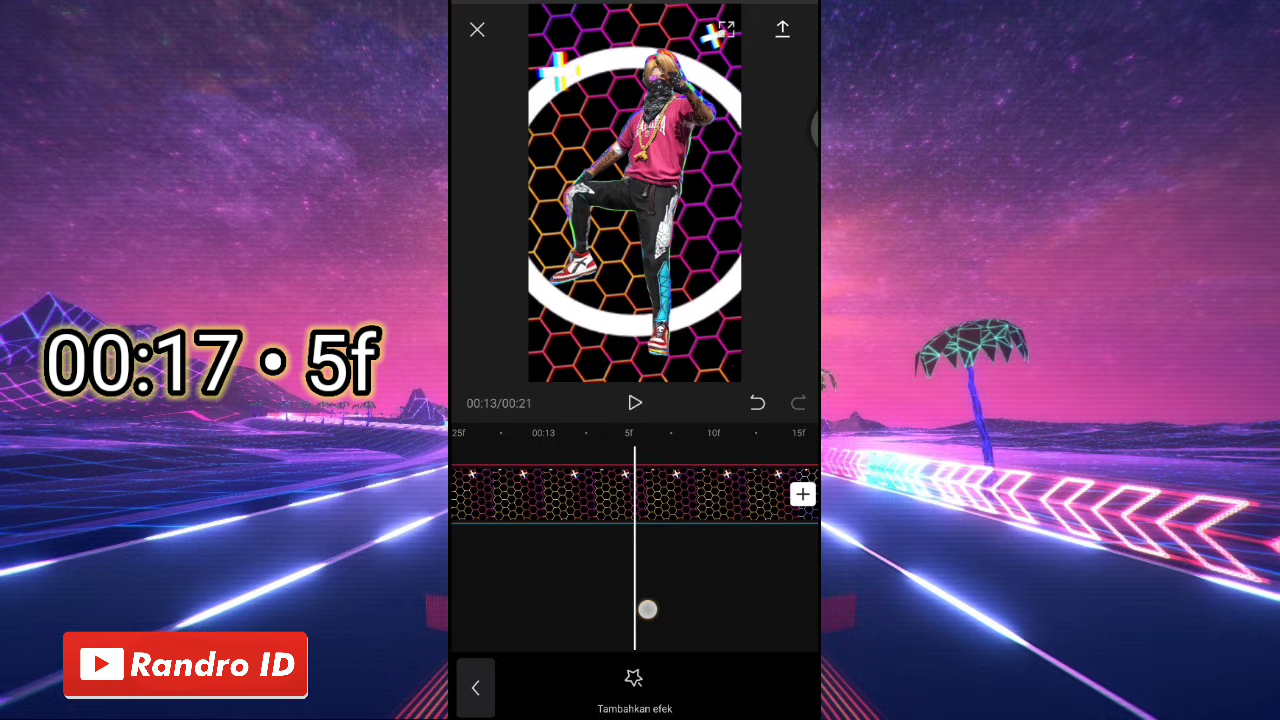 00:17 • 5f
00:13/00:21
25f • 00:13 • 5f • 10f • 15f
Tambahkan efek
Randro ID